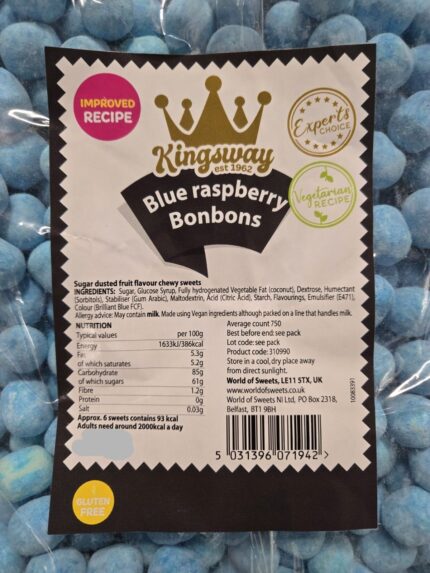 IMPROVED
RECIPE
Kingsway
est 1962
Experts
CHOICE
Vegetarian
RECIPE
Blue raspberry
Bonbons
Sugar dusted fruit flavour chewy sweets
INGREDIENTS: Sugar, Glucose Syrup, Fully hydrogenated Vegetable Fat (coconut), Dextrose, Humectant
(Sorbitols), Stabiliser (Gum Arabic), Maltodextrin, Acid (Citric Acid), Starch, Flavourings, Emulsifier (E471),
Colour (Brilliant Blue FCF).
Allergy advice: May contain milk. Made using Vegan ingredients although packed on a line that handles milk.
NUTRITION
Typical values per 100g
Energy 1633kJ/386kcal
Fat 5.3g
of which saturates 5.2g
Carbohydrate 85g
of which sugars 61g
Fibre 1.2g
Protein 0g
Salt 0.03g
Approx. 6 sweets contains 93 kcal
Adults need around 2000kcal a day
Average count 750
Best before end: see pack
Lot code: see pack
Product code: 310990
Store in a cool, dry place away
from direct sunlight.
World of Sweets, LE11 5TX, UK
www.worldofsweets.co.uk
World of Sweets NI Ltd, PO Box 2318,
Belfast, BT1 9BH
5 031396 071942 >
GLUTEN
FREE